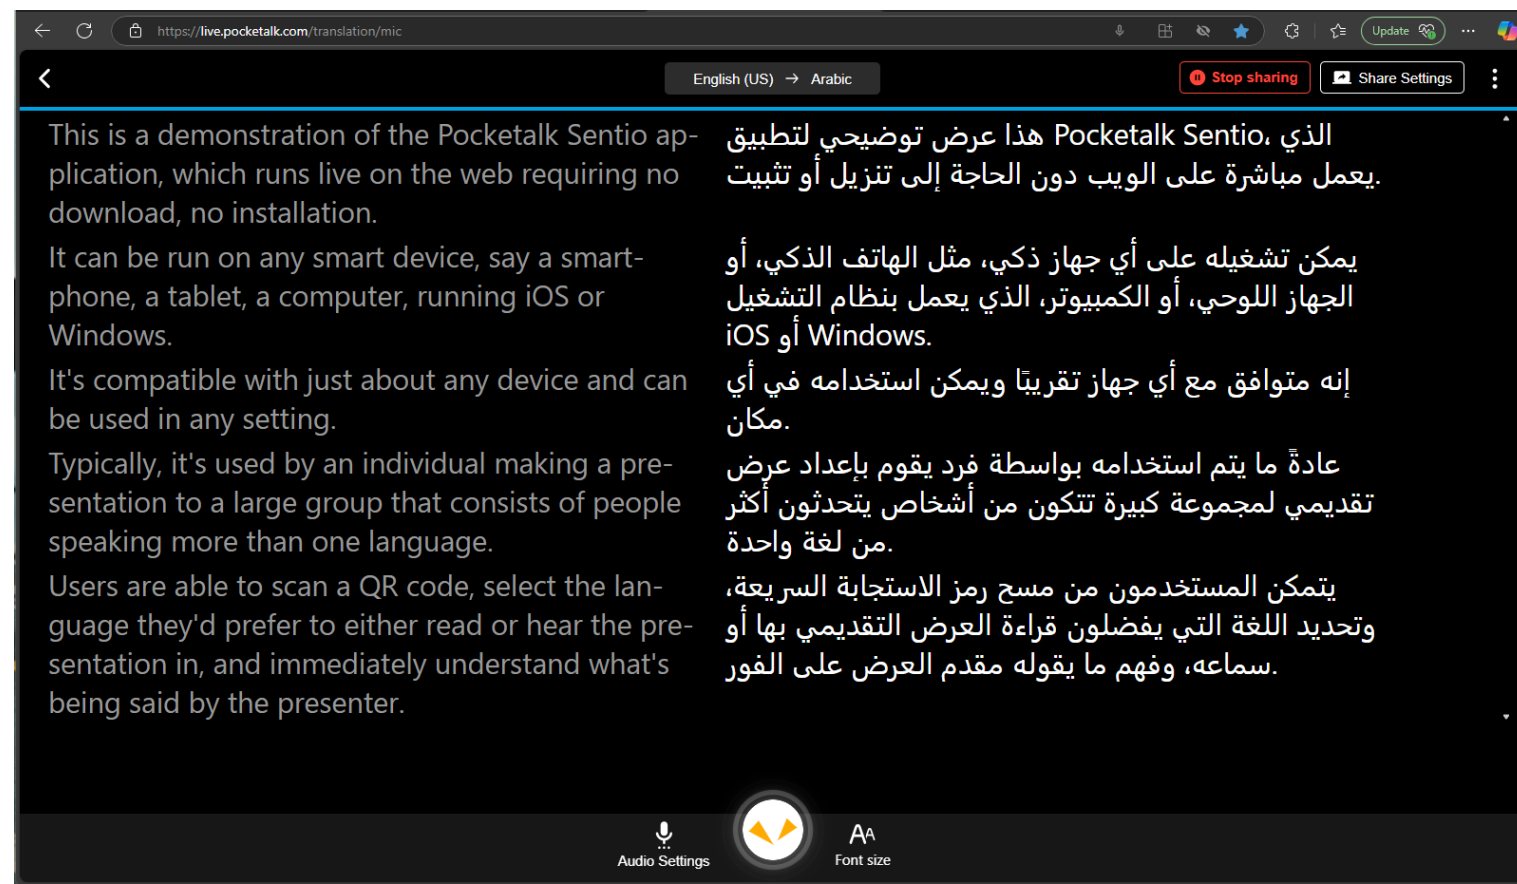 https://live.pocketalk.com/translation/mic
Update
English (US) → Arabic
Stop sharing
Share Settings
This is a demonstration of the Pocketalk Sentio ap-
plication, which runs live on the web requiring no
download, no installation.
هذا عرض توضيحي لتطبيق Pocketalk Sentio، الذي
يعمل مباشرة على الويب دون الحاجة إلى تنزيل أو تثبيت.
It can be run on any smart device, say a smart-
phone, a tablet, a computer, running iOS or
Windows.
يمكن تشغيله على أي جهاز ذكي، مثل الهاتف الذكي، أو
الجهاز اللوحي، أو الكمبيوتر، الذي يعمل بنظام التشغيل
iOS أو Windows.
It's compatible with just about any device and can
be used in any setting.
إنه متوافق مع أي جهاز تقريبًا ويمكن استخدامه في أي
مكان.
Typically, it's used by an individual making a pre-
sentation to a large group that consists of people
speaking more than one language.
عادةً ما يتم استخدامه بواسطة فرد يقوم بإعداد عرض
تقديمي لمجموعة كبيرة تتكون من أشخاص يتحدثون أكثر
من لغة واحدة.
Users are able to scan a QR code, select the lan-
guage they'd prefer to either read or hear the pre-
sentation in, and immediately understand what's
being said by the presenter.
يتمكن المستخدمون من مسح رمز الاستجابة السريعة،
وتحديد اللغة التي يفضلون قراءة العرض التقديمي بها أو
سماعه، وفهم ما يقوله مقدم العرض على الفور.
Audio Settings
AA
Font size